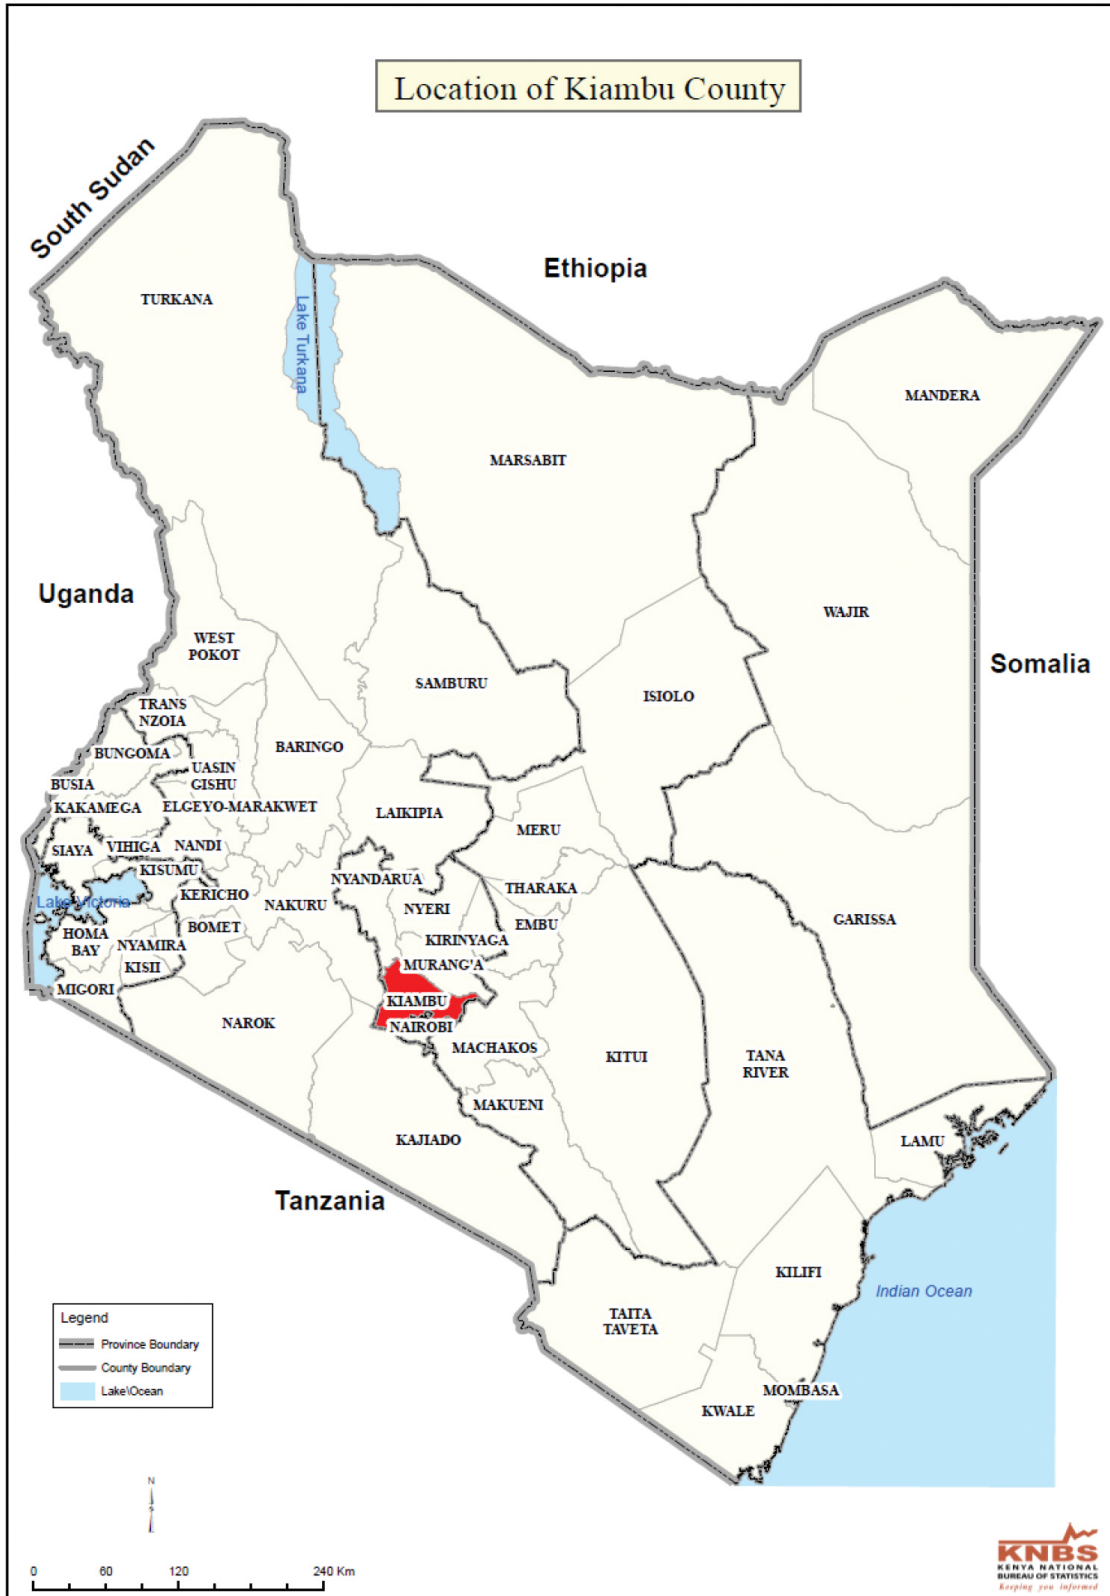 Location of Kiambu County
South Sudan
Ethiopia
TURKANA
Lake Turkana
MANDERA
MARSABIT
Uganda
WAJIR
WEST
POKOT
Somalia
SAMBURU
ISIOLO
TRANS
NZOIA
BARINGO
BUNGOMA
UASIN
GISHU
BUSIA
KAKAMEGA
ELGEYO-MARAKWET
LAIKIPIA
MERU
SIAYA
VIHIGA
NANDI
KISUMU
NYANDARUA
THARAKA
KERICHO
Lake Victoria
NAKURU
NYERI
GARISSA
BOMET
EMBU
HOMA
BAY
NYAMIRA
KIRINYAGA
KISII
MURANG'A
MIGORI
KIAMBU
NAROK
NAIROBI
MACHAKOS
KITUI
TANA
RIVER
MAKUENI
KAJIADO
LAMU
Tanzania
KILIFI
Indian Ocean
TAITA
TAVETA
MOMBASA
KWALE
Legend
Province Boundary
County Boundary
Lake\Ocean
N
S
0 60 120 240 Km
KNBS
KENYA NATIONAL
BUREAU OF STATISTICS
Keeping you informed